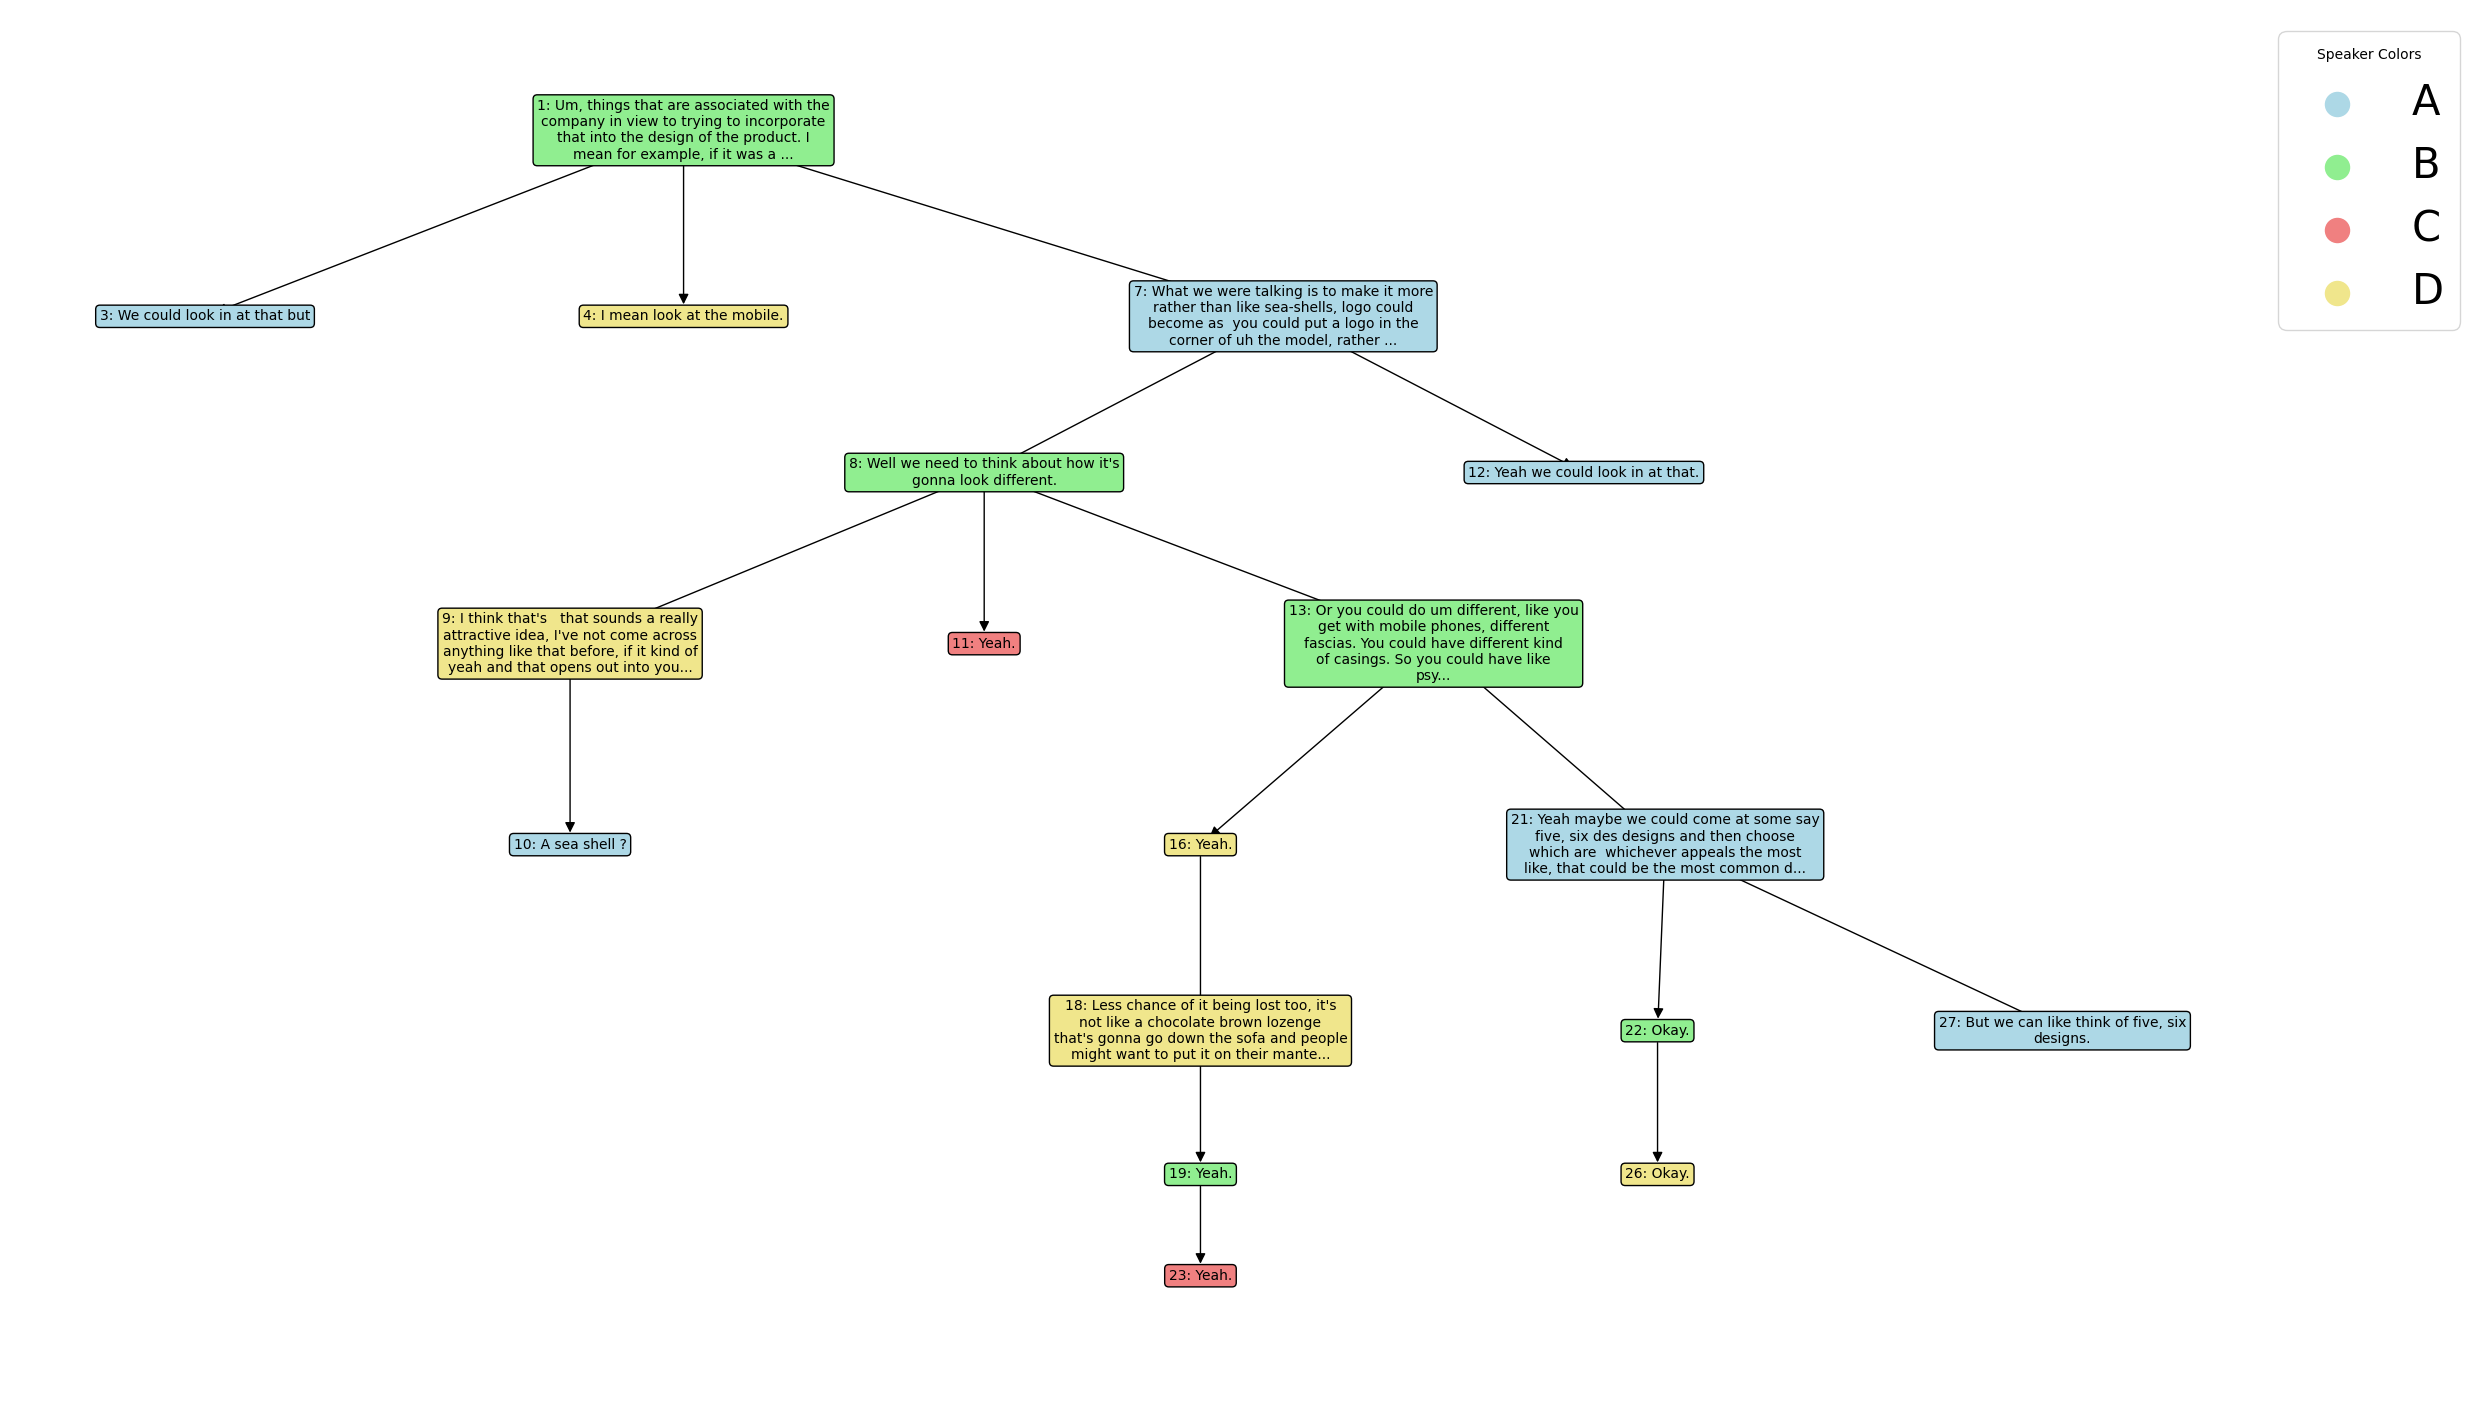 Speaker Colors
A
B
C
D
1: Um, things that are associated with the
company in view to trying to incorporate
that into the design of the product. I
mean for example, if it was a ...
3: We could look in at that but
4: I mean look at the mobile.
7: What we were talking is to make it more
rather than like sea-shells, logo could
become as  you could put a logo in the
corner of uh the model, rather ...
8: Well we need to think about how it's
gonna look different.
12: Yeah we could look in at that.
9: I think that's   that sounds a really
attractive idea, I've not come across
anything like that before, if it kind of
yeah and that opens out into you...
11: Yeah.
13: Or you could do um different, like you
get with mobile phones, different
fascias. You could have different kind
of casings. So you could have like
psy...
10: A sea shell ?
16: Yeah.
21: Yeah maybe we could come at some say
five, six des designs and then choose
which are  whichever appeals the most
like, that could be the most common d...
18: Less chance of it being lost too, it's
not like a chocolate brown lozenge
that's gonna go down the sofa and people
might want to put it on their mante...
22: Okay.
27: But we can like think of five, six
designs.
19: Yeah.
26: Okay.
23: Yeah.